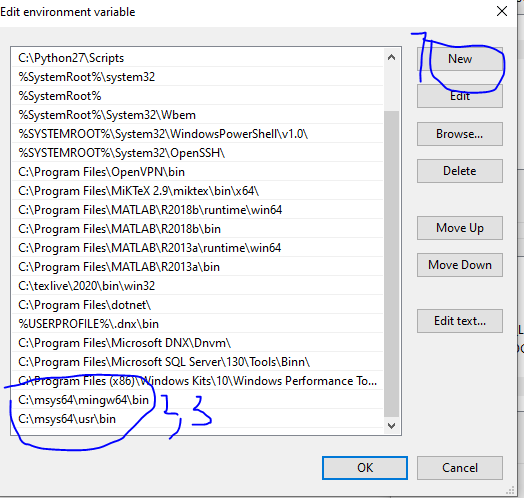 Edit environment variable
C:\Python27\Scripts
%SystemRoot%\system32
%SystemRoot%
%SystemRoot%\System32\Wbem
%SYSTEMROOT%\System32\WindowsPowerShell\v1.0\
%SYSTEMROOT%\System32\OpenSSH\
C:\Program Files\OpenVPN\bin
C:\Program Files\MiKTeX 2.9\miktex\bin\x64\
C:\Program Files\MATLAB\R2018b\runtime\win64
C:\Program Files\MATLAB\R2018b\bin
C:\Program Files\MATLAB\R2013a\runtime\win64
C:\Program Files\MATLAB\R2013a\bin
C:\texlive\2020\bin\win32
C:\Program Files\dotnet\
%USERPROFILE%\.dnx\bin
C:\Program Files\Microsoft DNX\Dnvm\
C:\Program Files\Microsoft SQL Server\130\Tools\Binn\
C:\Program Files (x86)\Windows Kits\10\Windows Performance To...
C:\msys64\mingw64\bin
C:\msys64\usr\bin
2,3
1
New
Edit
Browse...
Delete
Move Up
Move Down
Edit text...
OK
Cancel